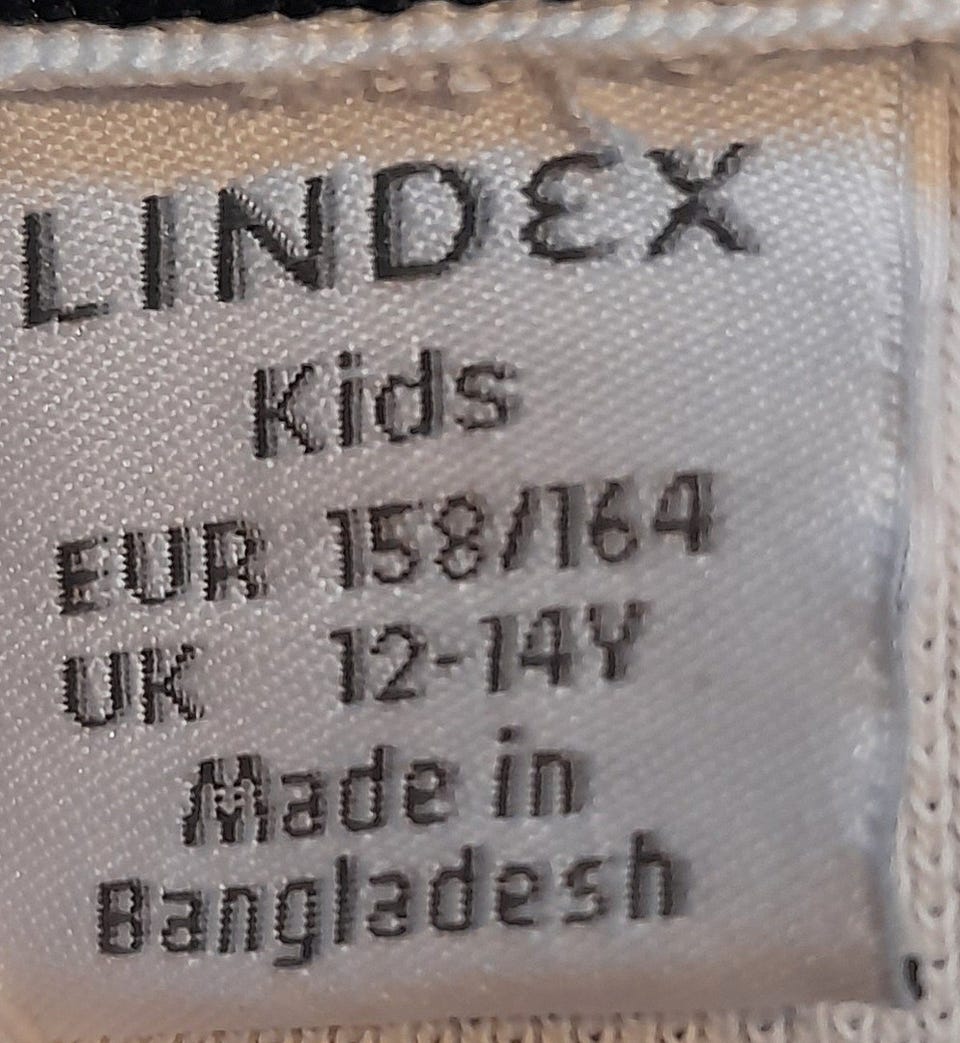 LINDEX
Kids
EUR 158/164
UK 12-14Y
Made in
Bangladesh